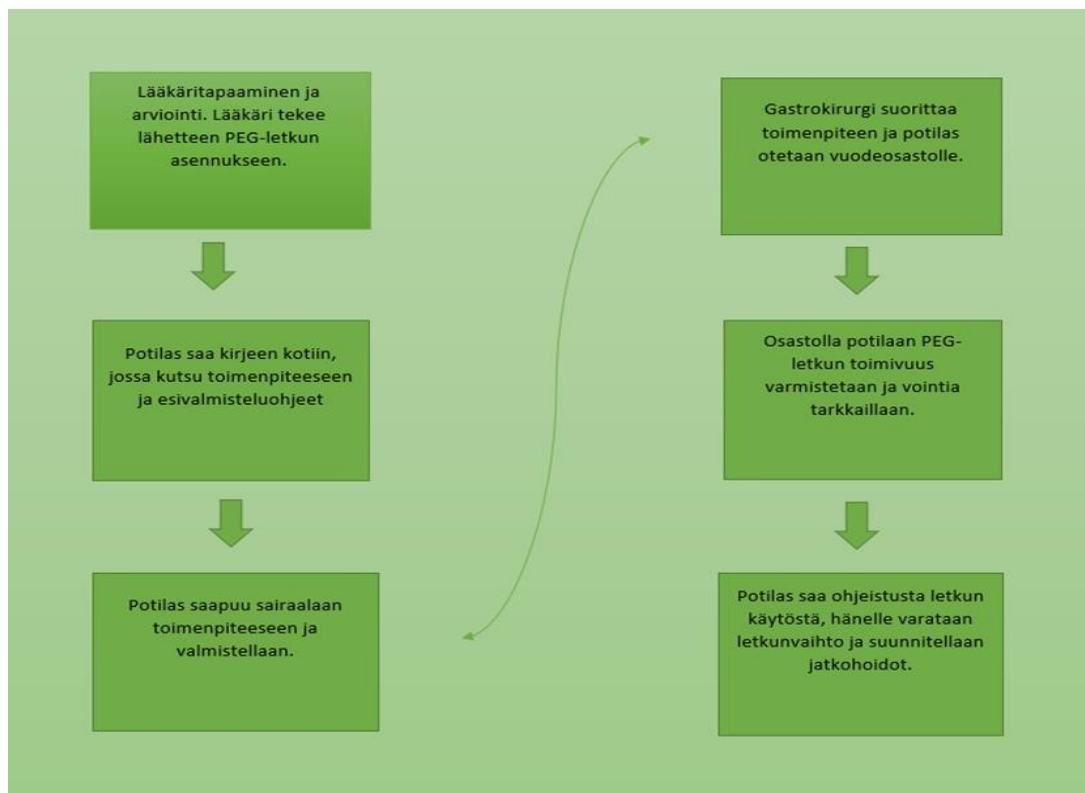 Lääkäritapaaminen ja
arviointi. Lääkäri tekee
lähetteen PEG-letkun
asennukseen.
Potilas saa kirjeen kotiin,
jossa kutsu toimenpiteeseen
ja esivalmisteluohjeet
Potilas saapuu sairaalaan
toimenpiteeseen ja
valmistellaan.
Gastrokirurgi suorittaa
toimenpiteen ja potilas
otetaan vuodeosastolle.
Osastolla potilaan PEG-
letkun toimivuus
varmistetaan ja vointia
tarkkaillaan.
Potilas saa ohjeistusta letkun
käytöstä, hänelle varataan
letkunvaihto ja suunnitellaan
jatkohoidot.